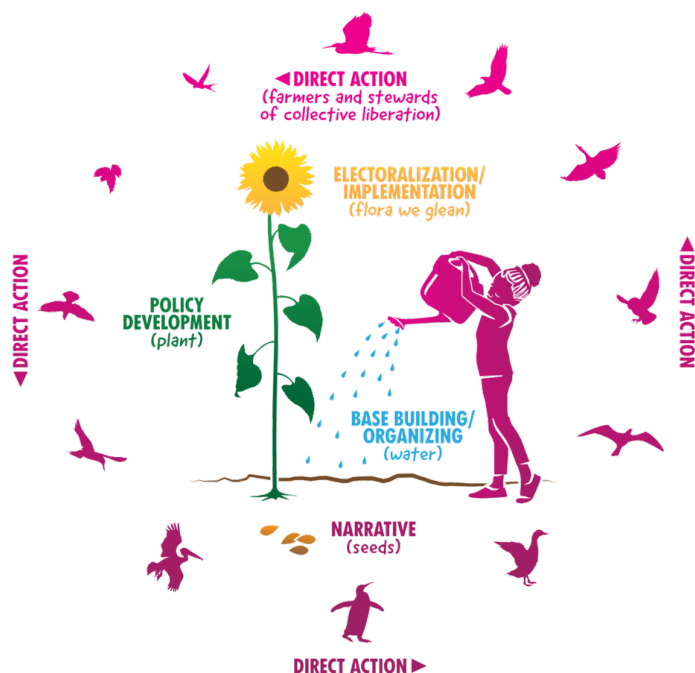 ◄DIRECT ACTION
(farmers and stewards
of collective liberation)
ELECTORALIZATION/
IMPLEMENTATION
(flora we glean)
◄DIRECT ACTION
◄DIRECT ACTION
POLICY
DEVELOPMENT
(plant)
BASE BUILDING/
ORGANIZING
(water)
NARRATIVE
(seeds)
DIRECT ACTION►